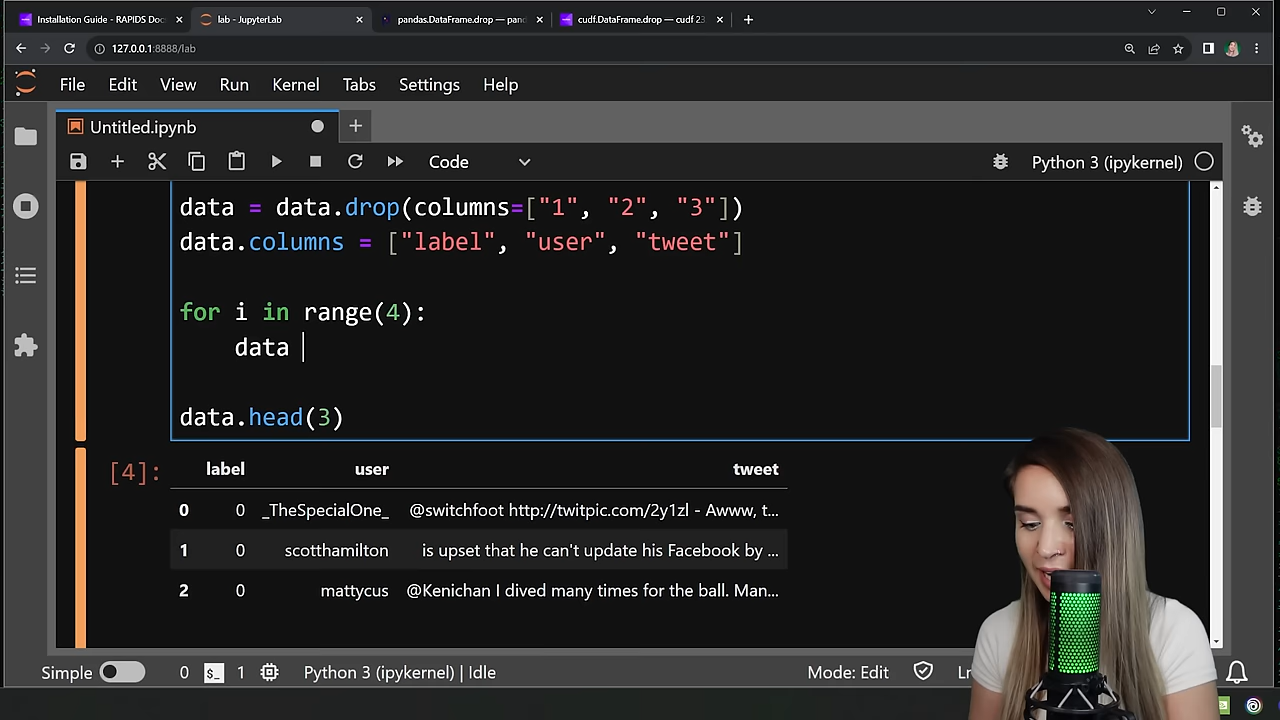 Installation Guide - RAPIDS Doc
lab - JupyterLab
pandas.DataFrame.drop — pand
cudf.DataFrame.drop — cudf 23
127.0.0.1:8888/lab
File Edit View Run Kernel Tabs Settings Help
Untitled.ipynb
Code
Python 3 (ipykernel)
data = data.drop(columns=["1", "2", "3"])
data.columns = ["label", "user", "tweet"]
for i in range(4):
data
data.head(3)
[4]:
label user tweet
0 0 _TheSpecialOne_ @switchfoot http://twitpic.com/2y1zl - Awww, t...
1 0 scotthamilton is upset that he can't update his Facebook by ...
2 0 mattycus @Kenichan I dived many times for the ball. Man...
Simple 0 $_ 1 Python 3 (ipykernel) | Idle Mode: Edit Ln